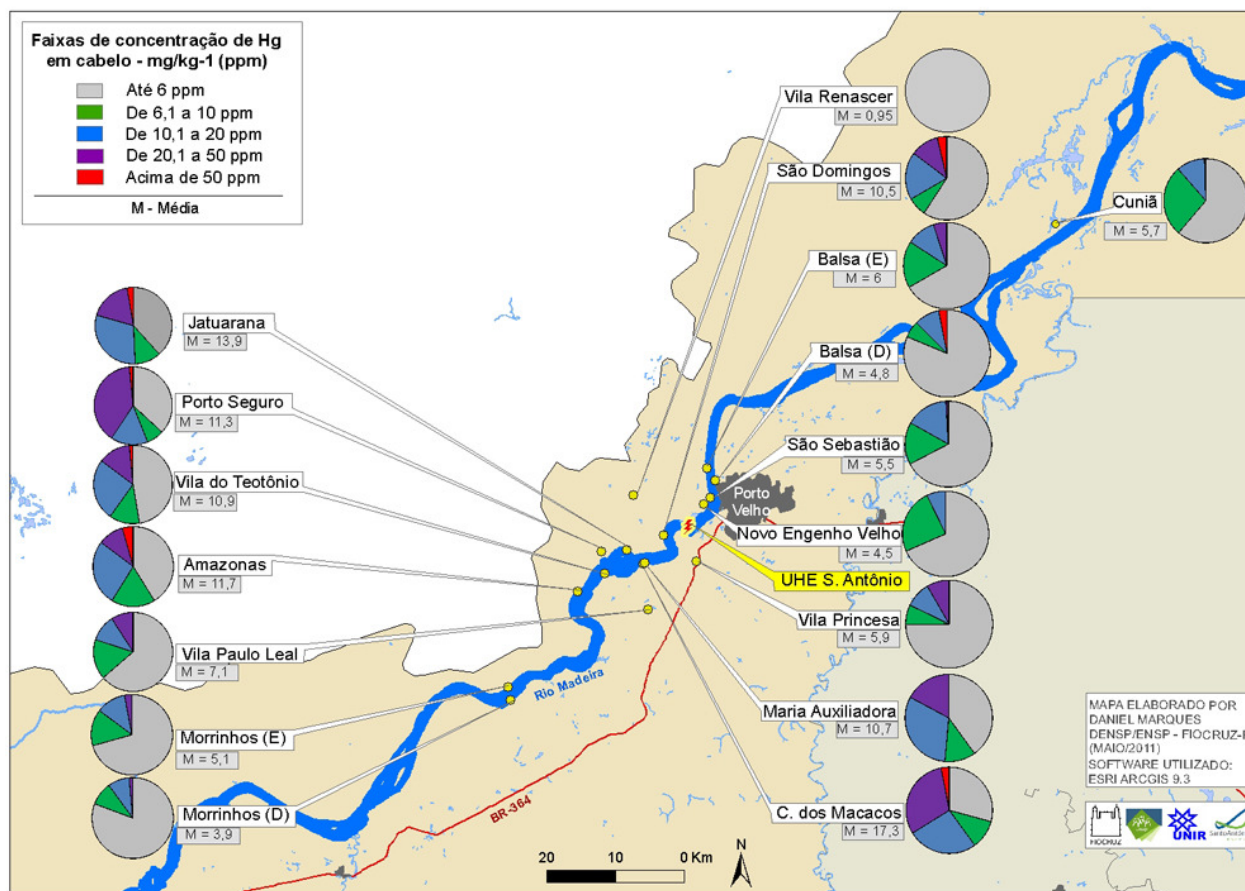 Faixas de concentração de Hg
em cabelo - mg/kg-1 (ppm)
Até 6 ppm
De 6,1 a 10 ppm
De 10,1 a 20 ppm
De 20,1 a 50 ppm
Acima de 50 ppm
M - Média
Vila Renascer
M = 0,95
São Domingos
M = 10,5
Cuniã
M = 5,7
Balsa (E)
M = 6
Balsa (D)
M = 4,8
São Sebastião
M = 5,5
Porto
Velho
Novo Engenho Velho
M = 4,5
UHE S. Antônio
Vila Princesa
M = 5,9
Maria Auxiliadora
M = 10,7
C. dos Macacos
M = 17,3
Jatuarana
M = 13,9
Porto Seguro
M = 11,3
Vila do Teotônio
M = 10,9
Amazonas
M = 11,7
Vila Paulo Leal
M = 7,1
Morrinhos (E)
M = 5,1
Morrinhos (D)
M = 3,9
Rio Madeira
BR-364
20 10 0 Km
N
MAPA ELABORADO POR
DANIEL MARQUES
DENSP/ENSP - FIOCRUZ-
(MAIO/2011)
SOFTWARE UTILIZADO:
ESRI ARCGIS 9.3
FIOCRUZ
UNIR